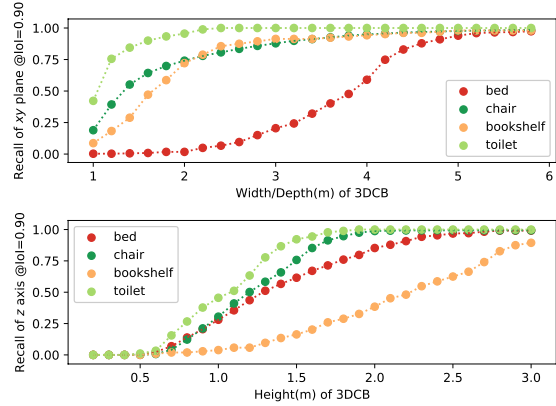 Recall of xy plane @IoI=0.90
1.00
0.75
0.50
0.25
0.00
bed
chair
bookshelf
toilet
1 2 3 4 5 6
Width/Depth(m) of 3DCB
Recall of z axis @IoI=0.90
1.00
0.75
0.50
0.25
0.00
bed
chair
bookshelf
toilet
0.5 1.0 1.5 2.0 2.5 3.0
Height(m) of 3DCB